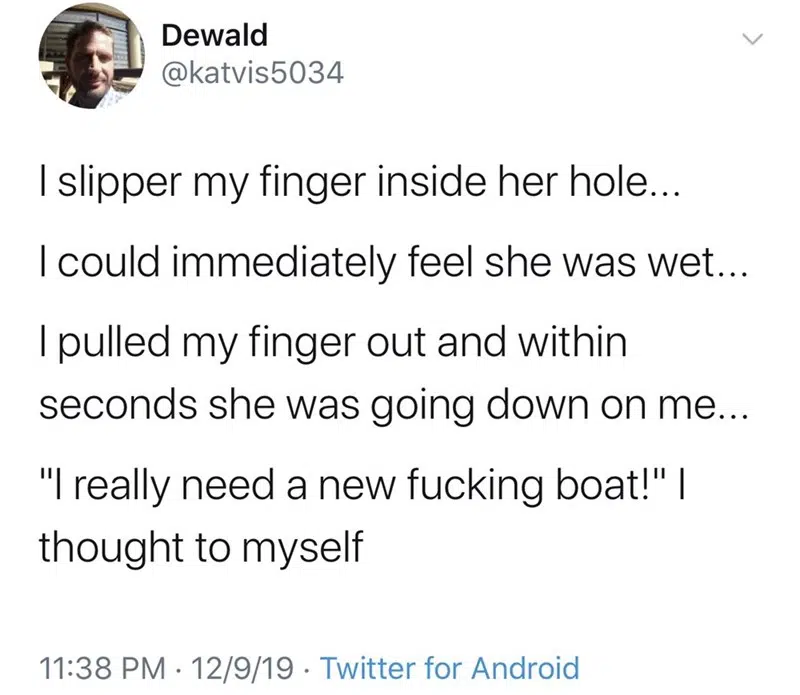 Dewald
@katvis5034
I slipper my finger inside her hole...
I could immediately feel she was wet...
I pulled my finger out and within
seconds she was going down on me...
"I really need a new fucking boat!" I
thought to myself
11:38 PM · 12/9/19 · Twitter for Android